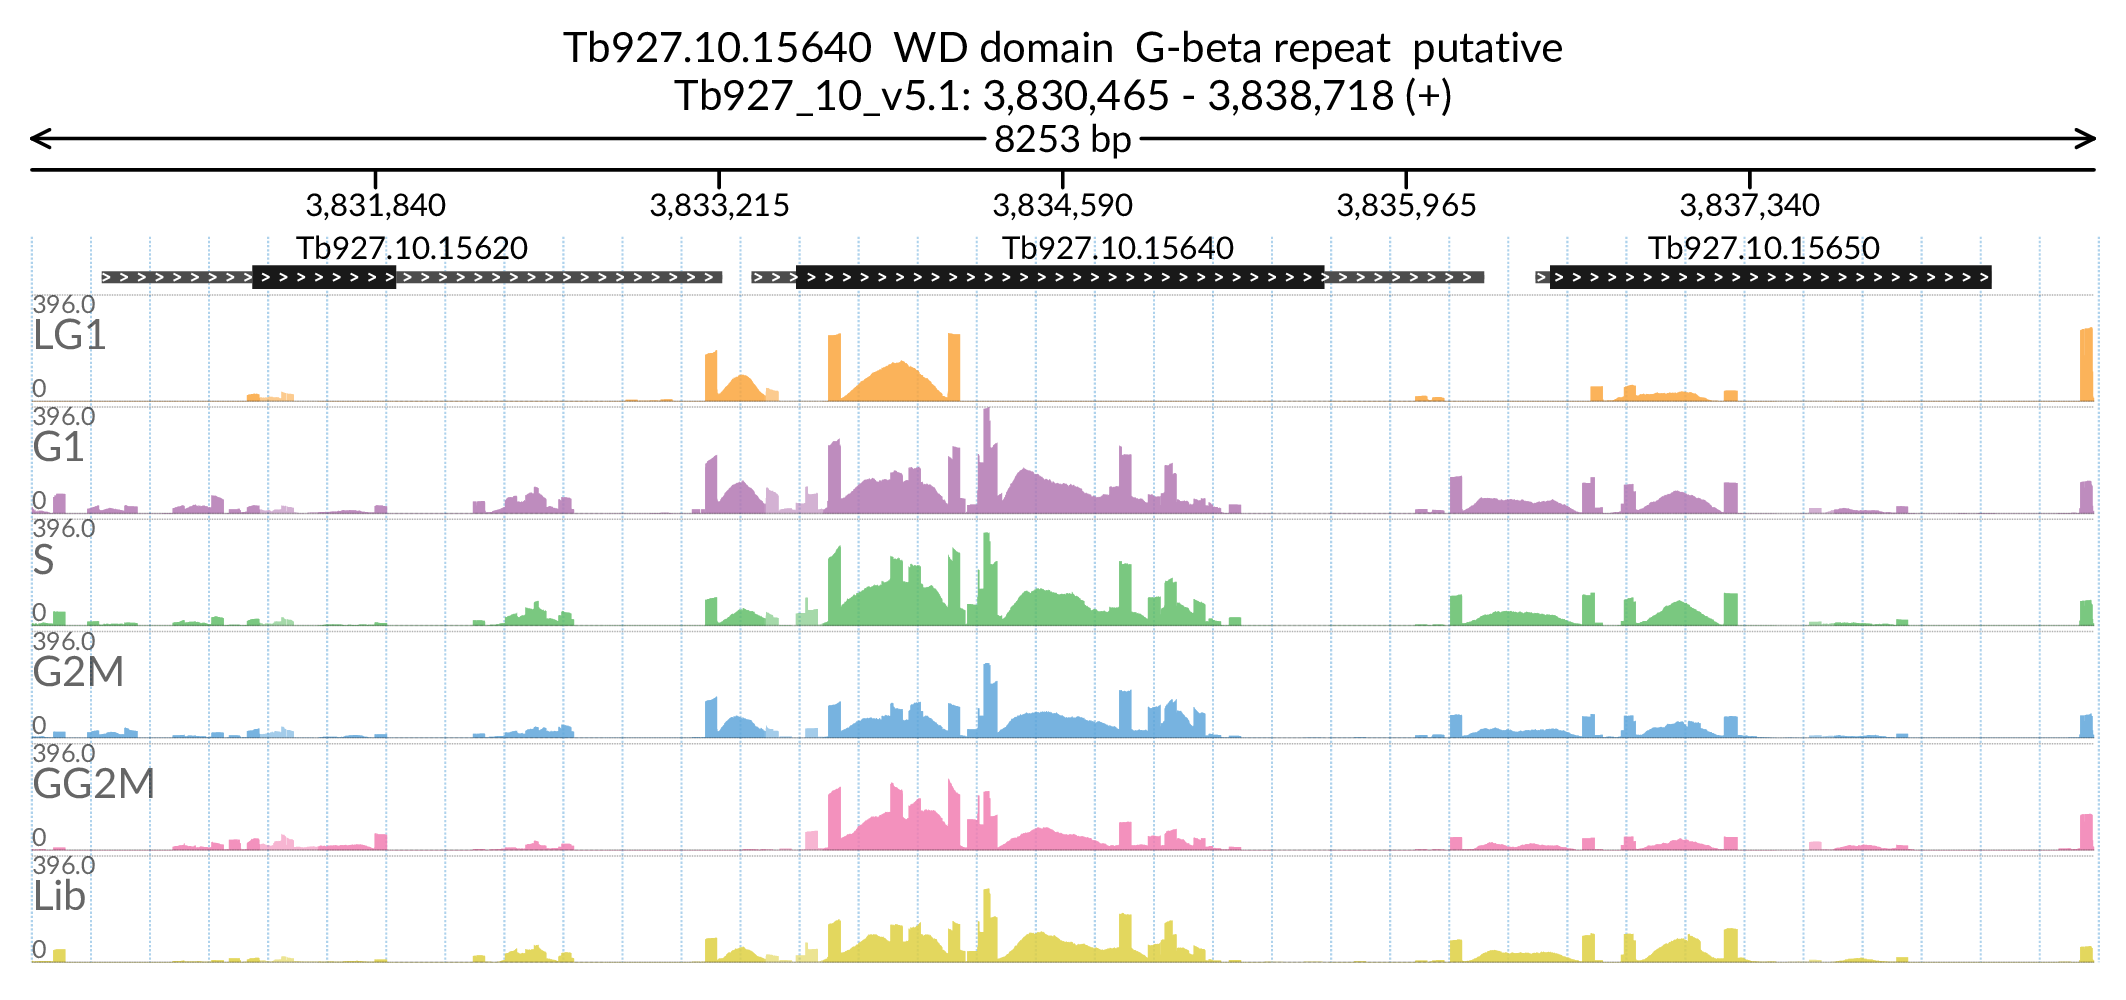 Tb927.10.15640 WD domain G-beta repeat putative
Tb927_10_v5.1: 3,830,465 - 3,838,718 (+)
8253 bp
3,831,840 3,833,215 3,834,590 3,835,965 3,837,340
Tb927.10.15620 Tb927.10.15640 Tb927.10.15650
396.0
LG1
0
396.0
G1
0
396.0
S
0
396.0
G2M
0
396.0
GG2M
0
396.0
Lib
0